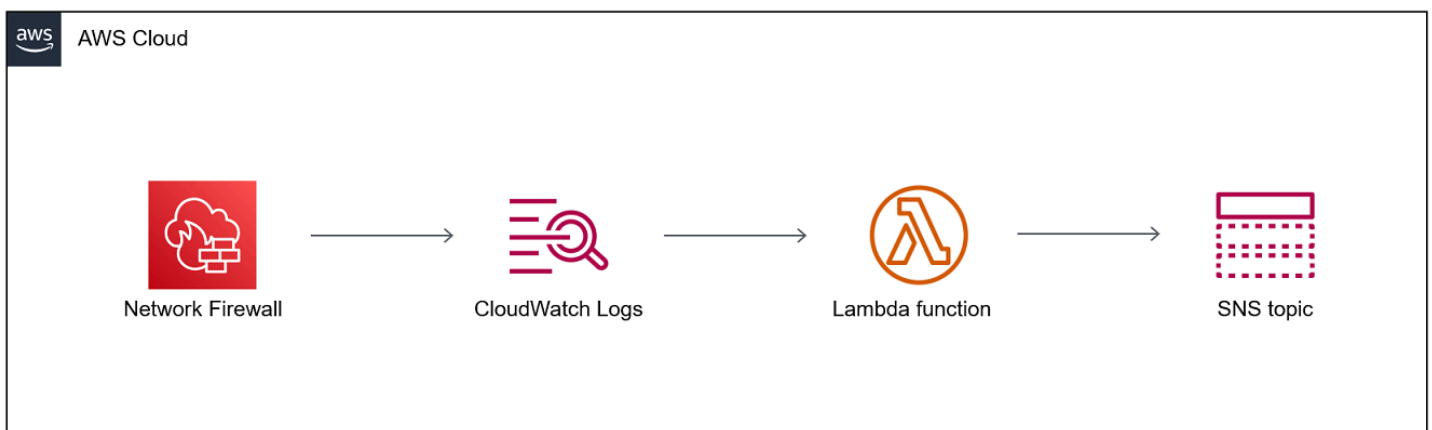 aws
AWS Cloud
Network Firewall
CloudWatch Logs
Lambda function
SNS topic